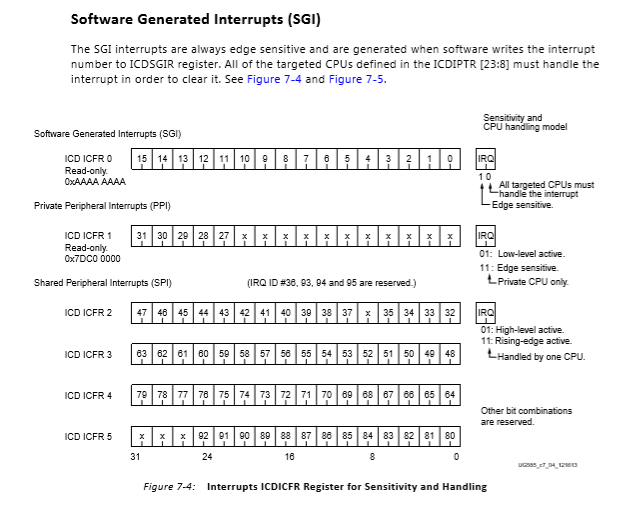 Software Generated Interrupts (SGI)
The SGI interrupts are always edge sensitive and are generated when software writes the interrupt
number to ICDSGIR register. All of the targeted CPUs defined in the ICDIPTR [23:8] must handle the
interrupt in order to clear it. See Figure 7-4 and Figure 7-5.
Sensitivity and
CPU handling model
Software Generated Interrupts (SGI)
ICD ICFR 0 15 14 13 12 11 10 9 8 7 6 5 4 3 2 1 0 IRQ
Read-only.
0xAAAA AAAA
1 0
All targeted CPUs must
handle the interrupt
Edge sensitive.
Private Peripheral Interrupts (PPI)
ICD ICFR 1 31 30 29 28 27 x x x x x x x x x x x IRQ
Read-only.
0x7DC0 0000
01: Low-level active.
11: Edge sensitive.
Private CPU only.
Shared Peripheral Interrupts (SPI) (IRQ ID #36, 93, 94 and 95 are reserved.)
ICD ICFR 2 47 46 45 44 43 42 41 40 39 38 37 x 35 34 33 32 IRQ
01: High-level active.
11: Rising-edge active.
Handled by one CPU.
ICD ICFR 3 63 62 61 60 59 58 57 56 55 54 53 52 51 50 49 48
ICD ICFR 4 79 78 77 76 75 74 73 72 71 70 69 68 67 66 65 64
Other bit combinations
are reserved.
ICD ICFR 5 x x x 92 91 90 89 88 87 86 85 84 83 82 81 80
31 24 16 8 0
UG585_c7_04_121613
Figure 7-4: Interrupts ICDICFR Register for Sensitivity and Handling